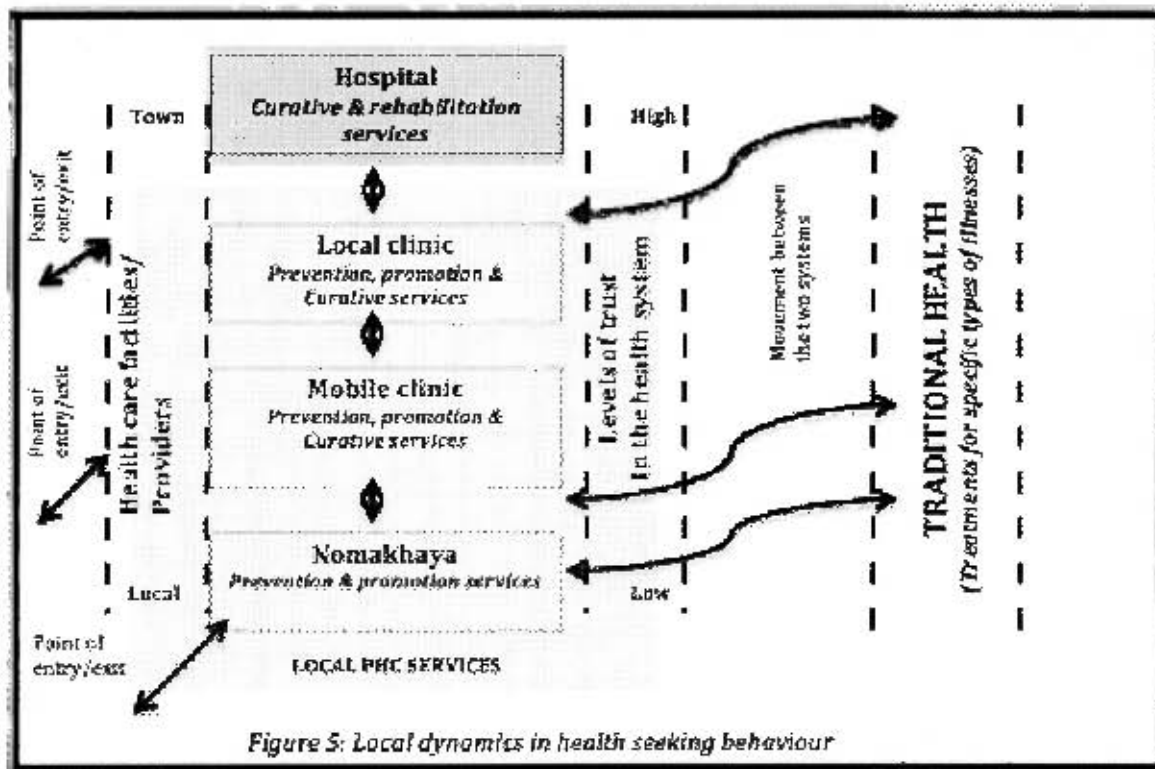 Hospital
Curative & rehabilitation
services
Town
High
Point of
entry/exit
Local clinic
Prevention, promotion &
Curative services
Health care facilities/
Providers
Levels of trust
In the health system
Movement between
the two systems
TRADITIONAL HEALTH
(Treatments for specific types of illnesses)
Point of
entry/exit
Mobile clinic
Prevention, promotion &
Curative services
Nomakhaya
Prevention & promotion services
Local
Low
Point of
entry/exit
LOCAL PHC SERVICES
Figure 5: Local dynamics in health seeking behaviour